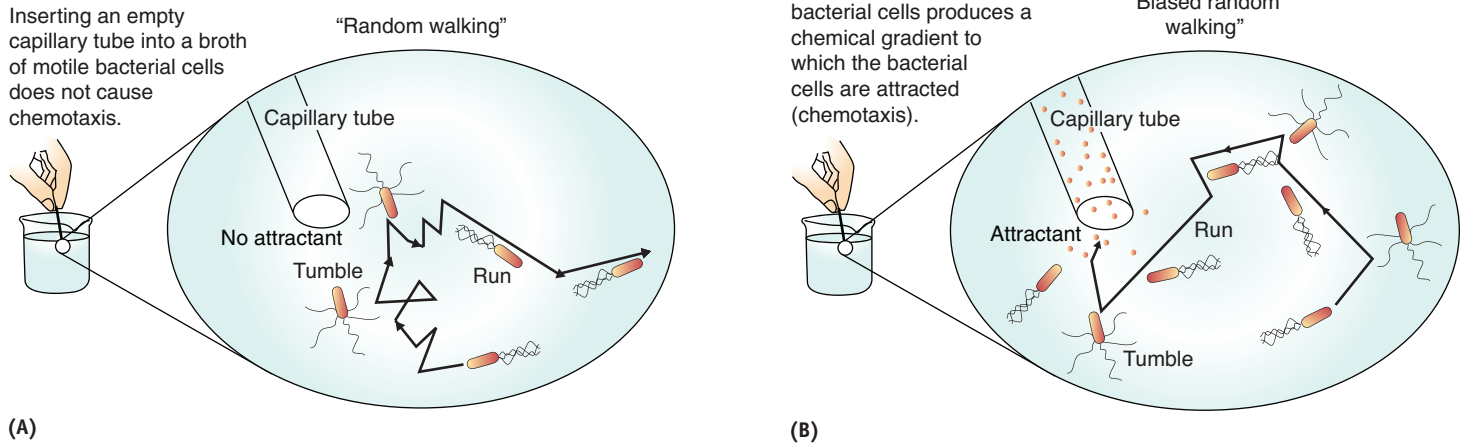 Inserting an empty
capillary tube into a broth
of motile bacterial cells
does not cause
chemotaxis.
“Random walking”
Capillary tube
No attractant
Tumble
Run
(A)
bacterial cells produces a
chemical gradient to
which the bacterial
cells are attracted
(chemotaxis).
Biased random
walking”
Capillary tube
Attractant
Run
Tumble
(B)